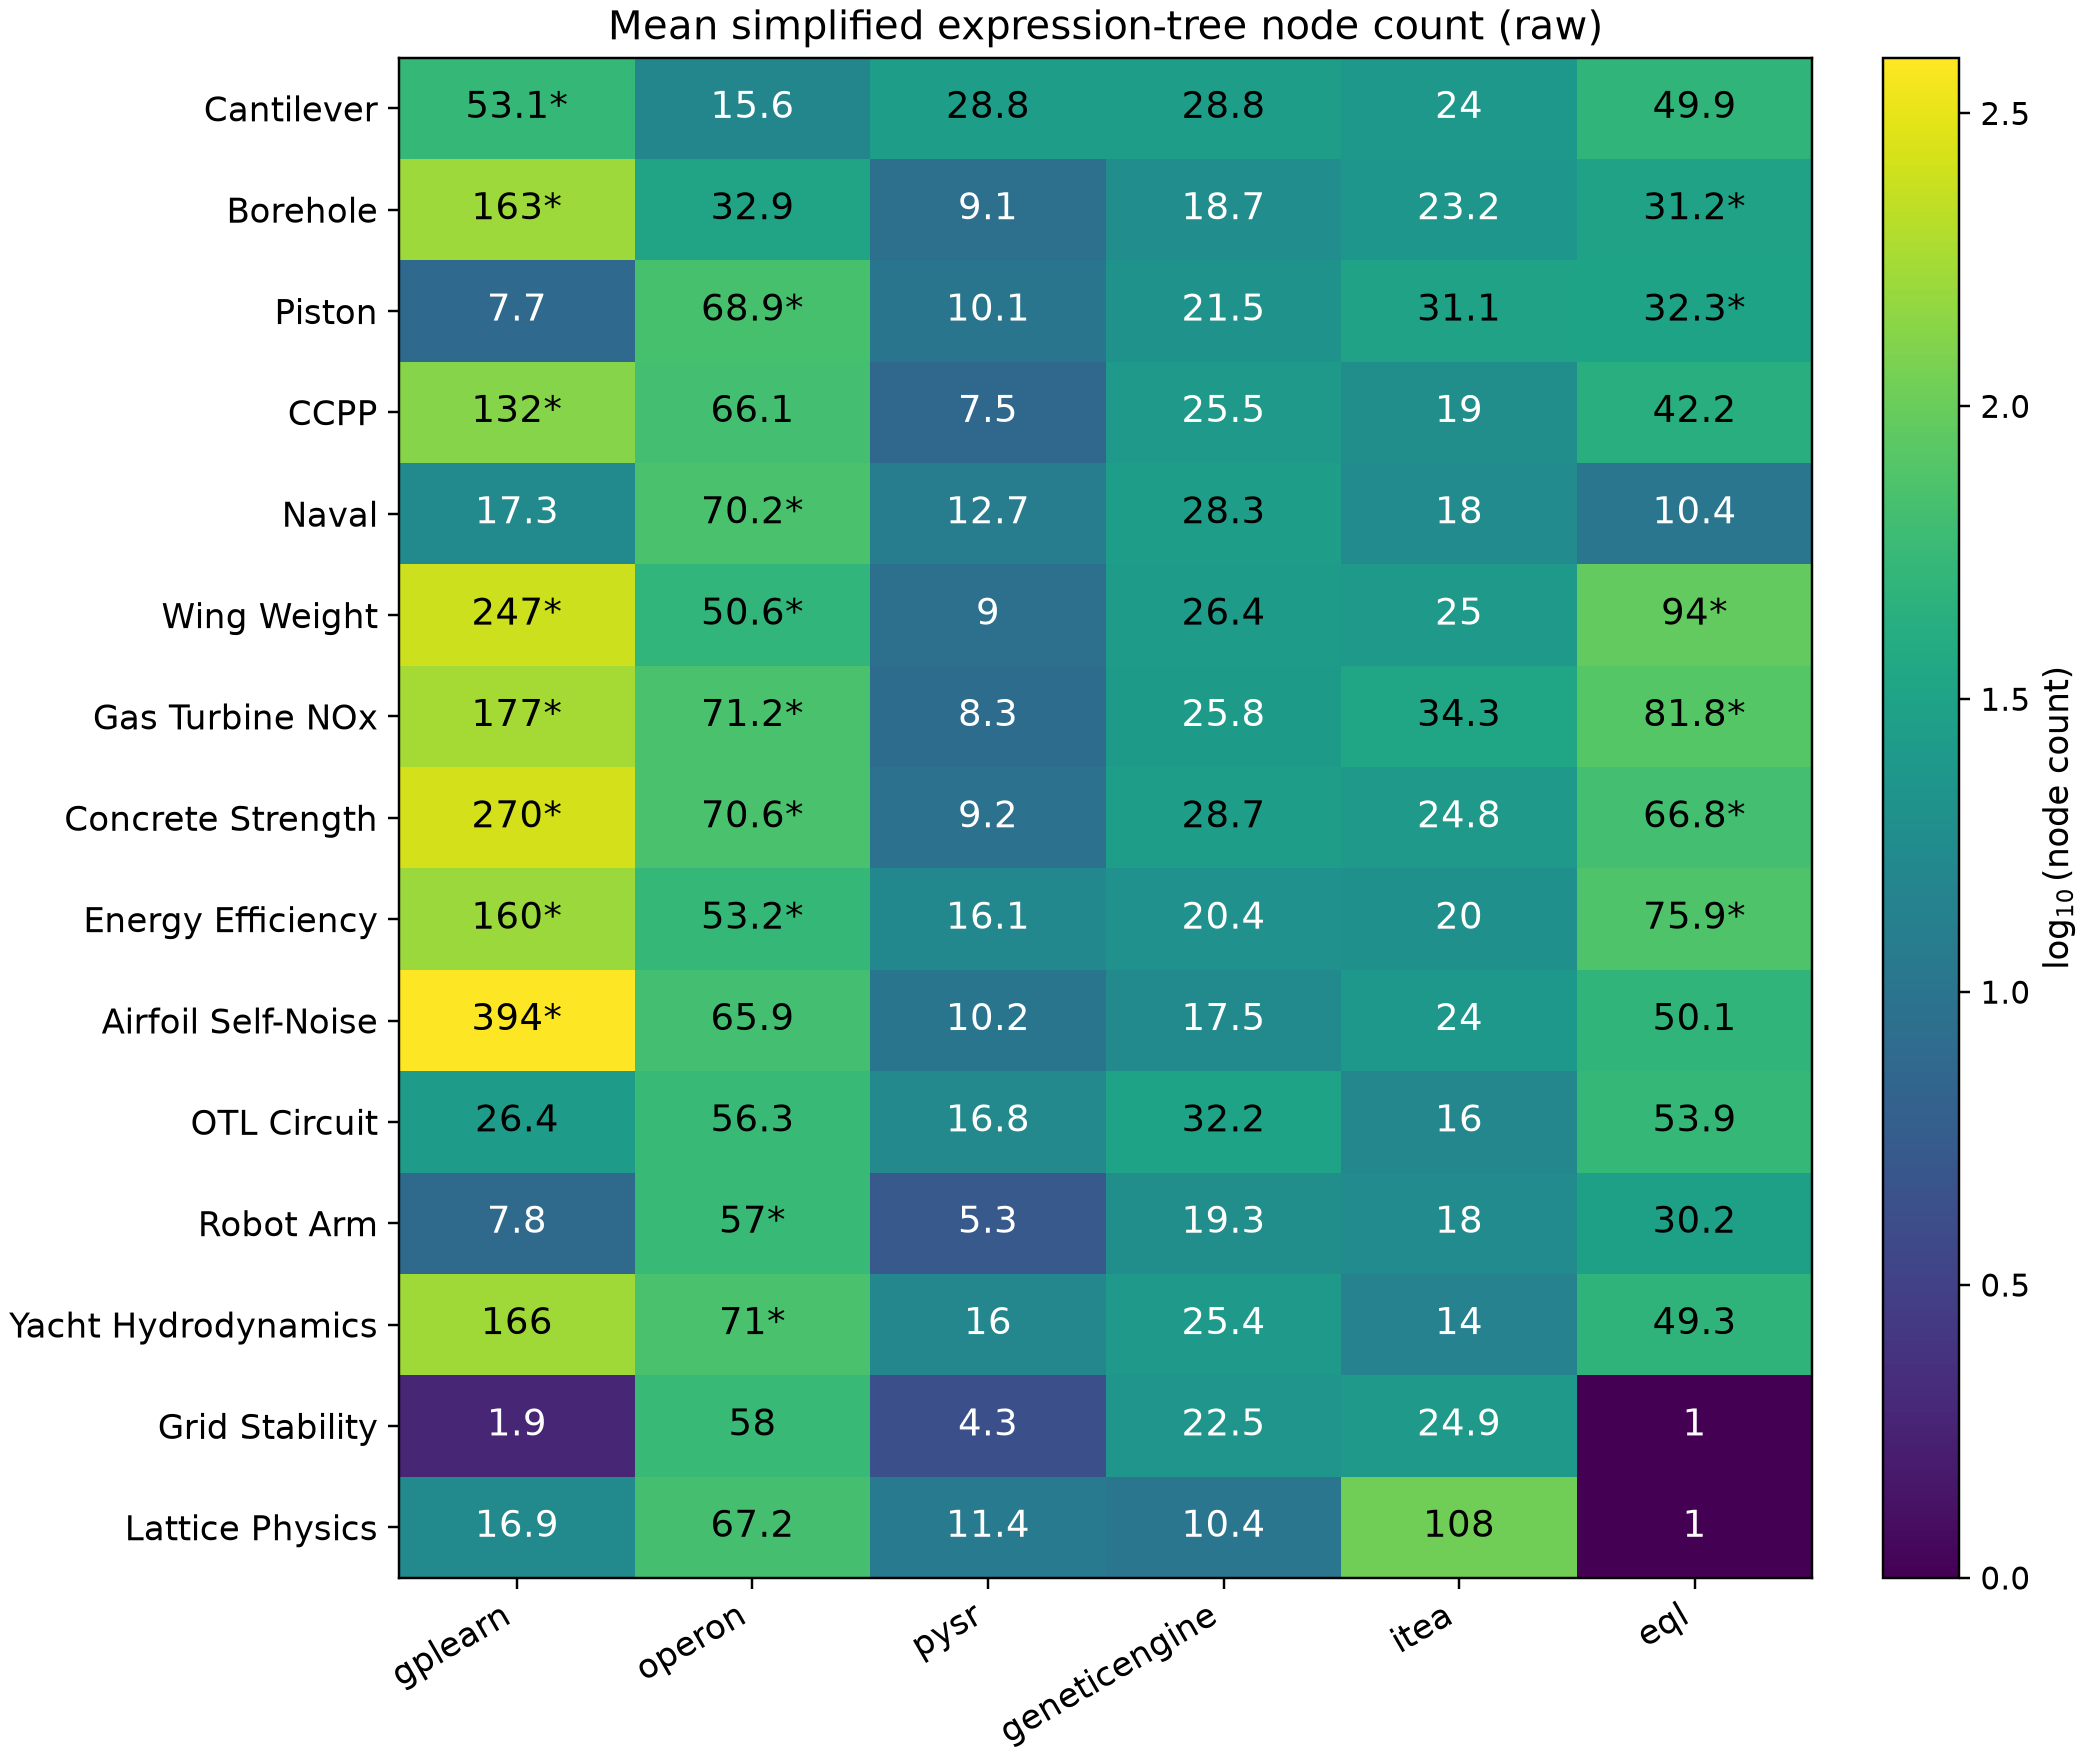 Mean simplified expression-tree node count (raw)
Cantilever 53.1* 15.6 28.8 28.8 24 49.9
Borehole 163* 32.9 9.1 18.7 23.2 31.2*
Piston 7.7 68.9* 10.1 21.5 31.1 32.3*
CCPP 132* 66.1 7.5 25.5 19 42.2
Naval 17.3 70.2* 12.7 28.3 18 10.4
Wing Weight 247* 50.6* 9 26.4 25 94*
Gas Turbine NOx 177* 71.2* 8.3 25.8 34.3 81.8*
Concrete Strength 270* 70.6* 9.2 28.7 24.8 66.8*
Energy Efficiency 160* 53.2* 16.1 20.4 20 75.9*
Airfoil Self-Noise 394* 65.9 10.2 17.5 24 50.1
OTL Circuit 26.4 56.3 16.8 32.2 16 53.9
Robot Arm 7.8 57* 5.3 19.3 18 30.2
Yacht Hydrodynamics 166 71* 16 25.4 14 49.3
Grid Stability 1.9 58 4.3 22.5 24.9 1
Lattice Physics 16.9 67.2 11.4 10.4 108 1
gplearn operon pysr geneticengine itea eql
2.5
2.0
1.5
1.0
0.5
0.0
log₁₀ (node count)